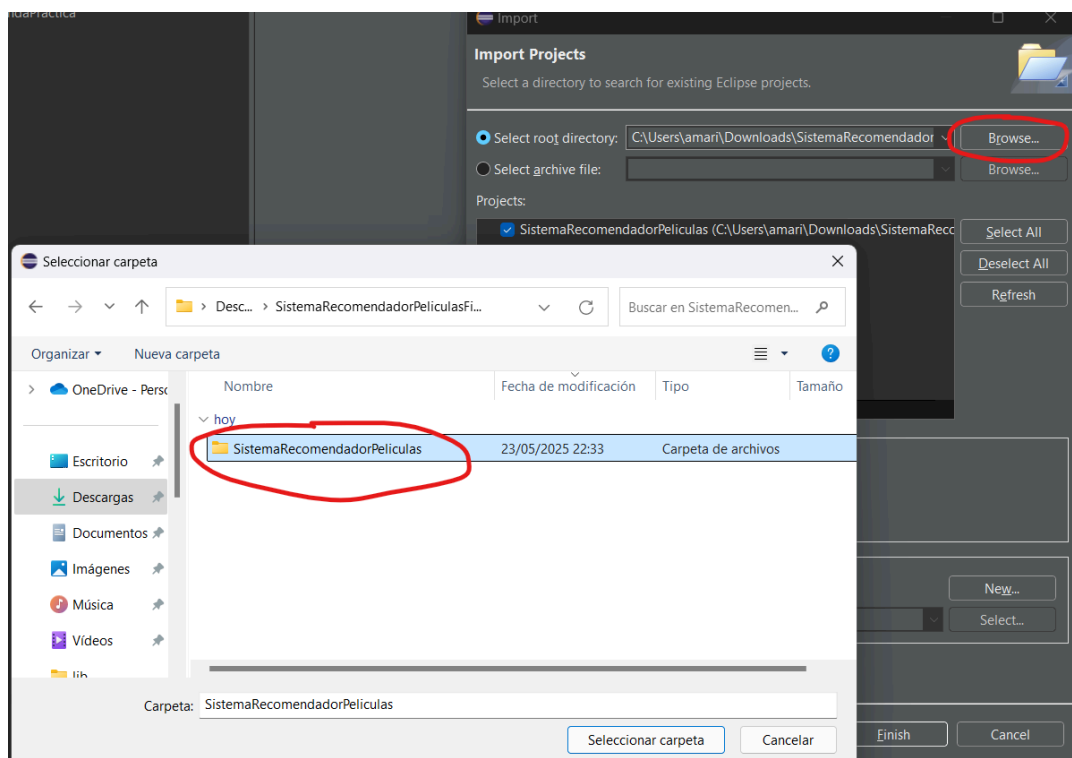 Import
Import Projects
Select a directory to search for existing Eclipse projects.
Select root directory: C:\Users\amari\Downloads\SistemaRecomendador Browse...
Select archive file: Browse...
Projects:
SistemaRecomendadorPeliculas (C:\Users\amari\Downloads\SistemaReco
Select All
Deselect All
Refresh
Seleccionar carpeta
Desc... > SistemaRecomendadorPeliculasFi... Buscar en SistemaRecomen...
Organizar Nueva carpeta
Nombre Fecha de modificación Tipo Tamaño
OneDrive - Perso
hoy
SistemaRecomendadorPeliculas 23/05/2025 22:33 Carpeta de archivos
Escritorio
Descargas
Documentos
Imágenes
Música
Vídeos
lib
New...
Select...
Carpeta: SistemaRecomendadorPeliculas
Seleccionar carpeta Cancelar
Finish Cancel